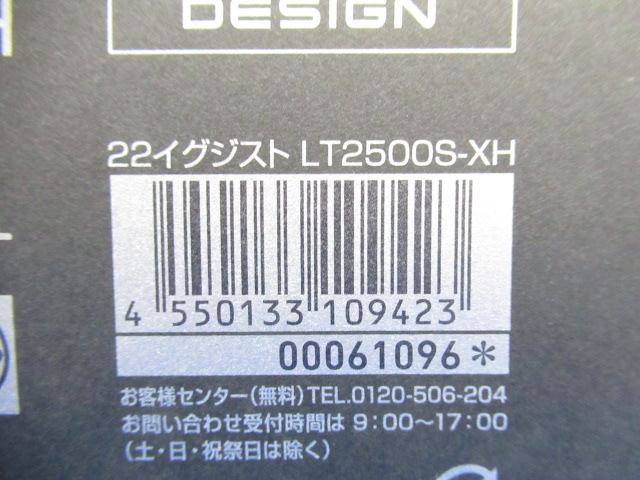 DESIGN
22イグジスト LT2500S-XH
4 550133 109423
00061096*
お客様センター(無料)TEL.0120-506-204
お問い合わせ受付時間は 9:00〜17:00
(土・日・祝祭日は除く)